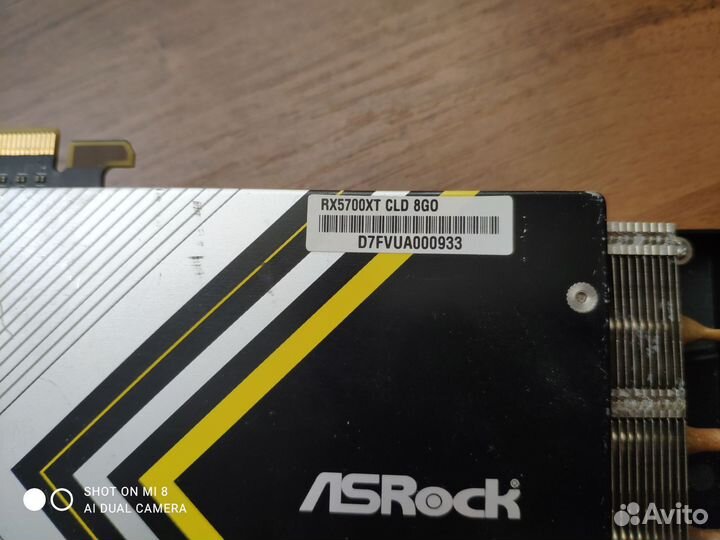 RX5700XT CLD 8GO
D7FVUA000933
ASRock
SHOT ON MI 8
AI DUAL CAMERA
Avito